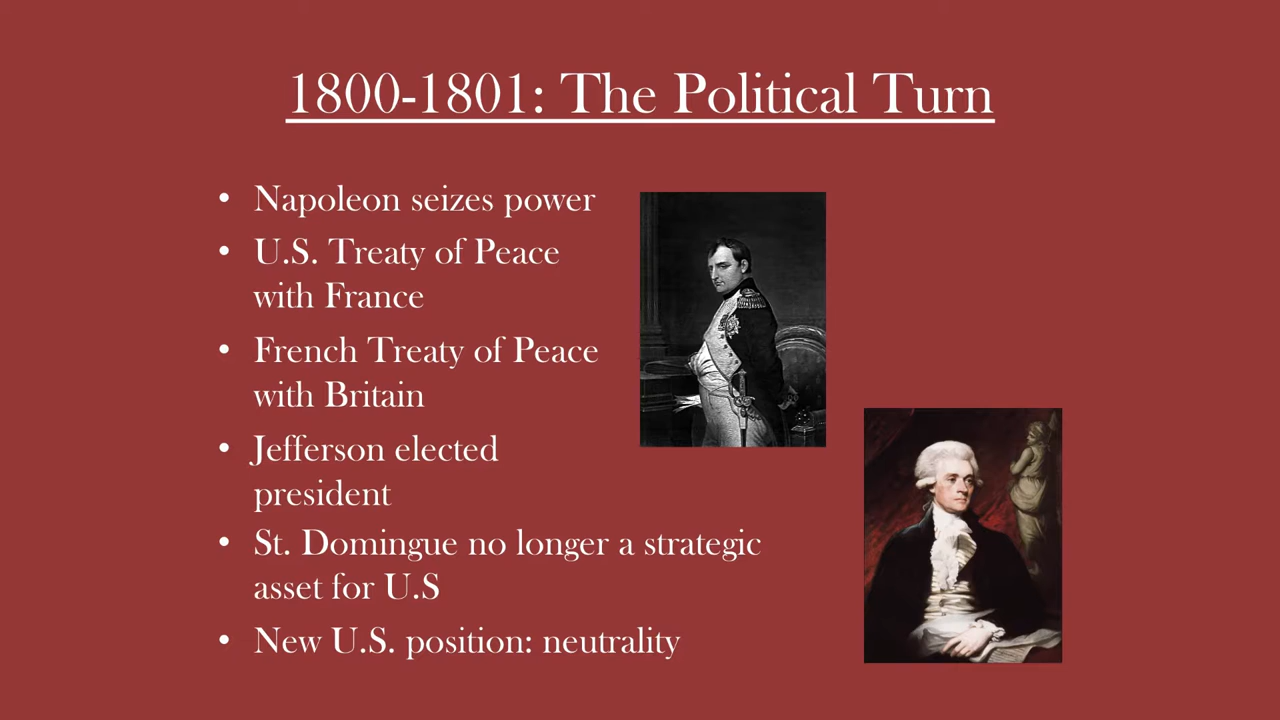 1800-1801: The Political Turn
• Napoleon seizes power
• U.S. Treaty of Peace
with France
• French Treaty of Peace
with Britain
• Jefferson elected
president
• St. Domingue no longer a strategic
asset for U.S
• New U.S. position: neutrality